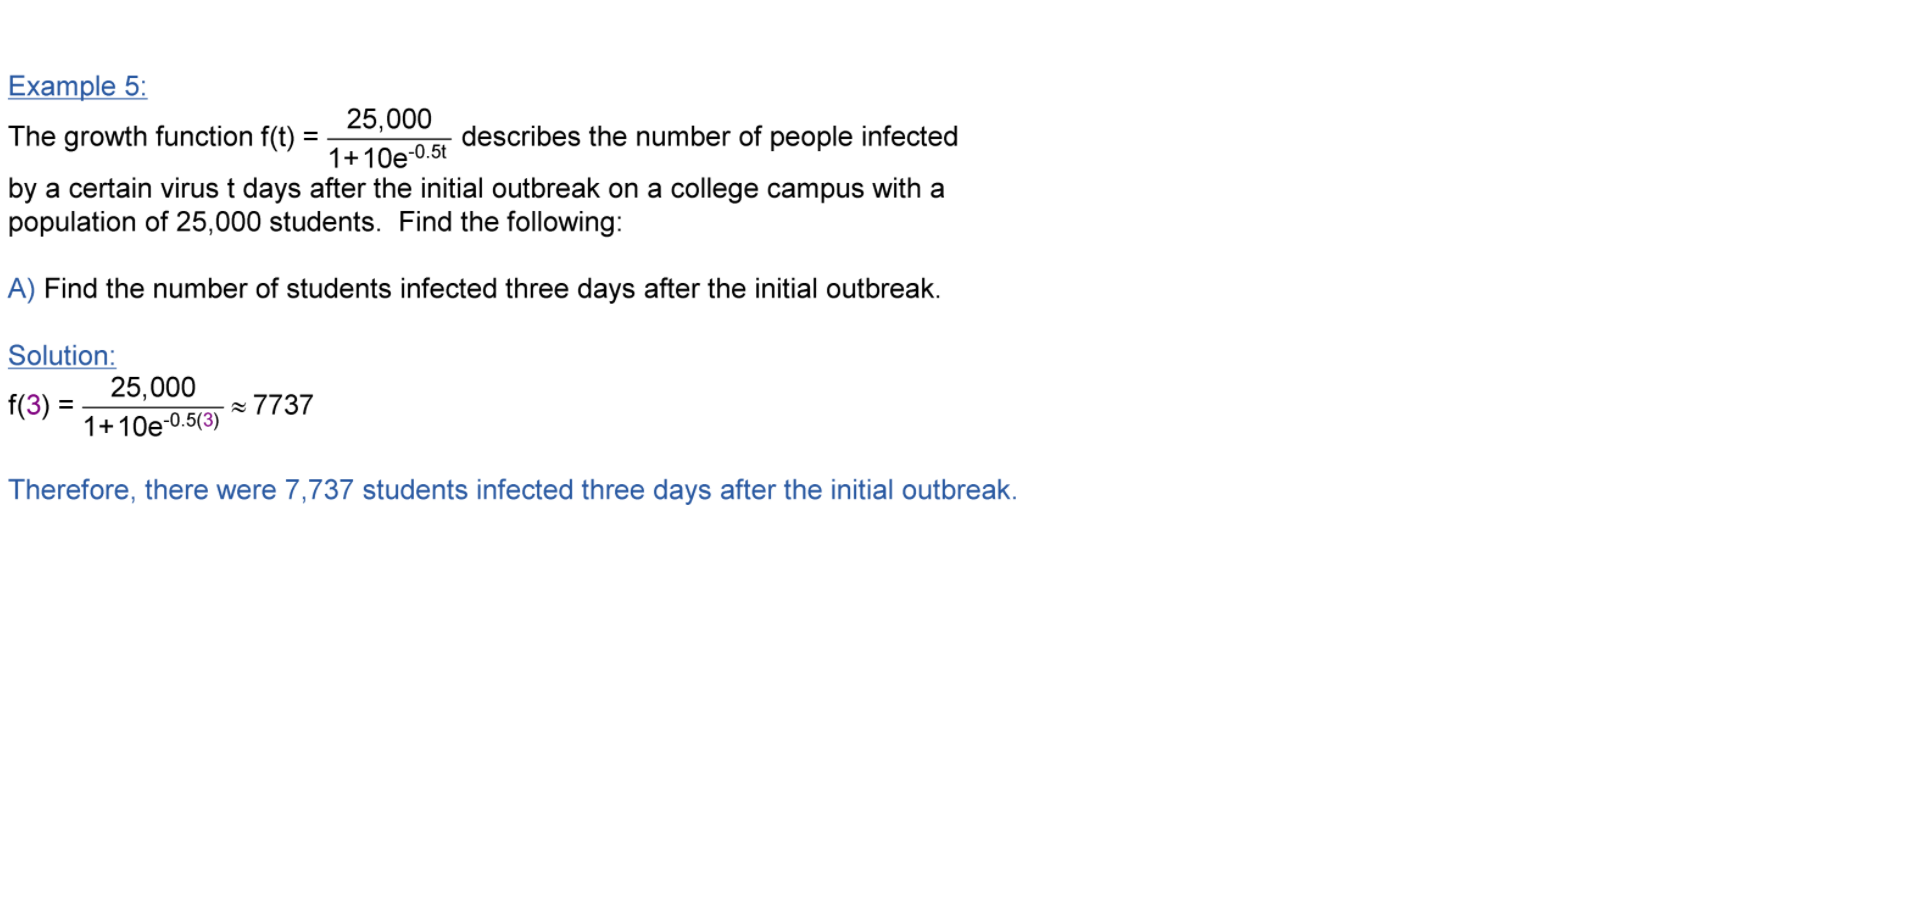 Example 5:
The growth function f(t) = 25,000 / 1+10e^-0.5t describes the number of people infected
by a certain virus t days after the initial outbreak on a college campus with a
population of 25,000 students.  Find the following:
A) Find the number of students infected three days after the initial outbreak.
Solution:
f(3) = 25,000 / 1+10e^-0.5(3) ≈ 7737
Therefore, there were 7,737 students infected three days after the initial outbreak.